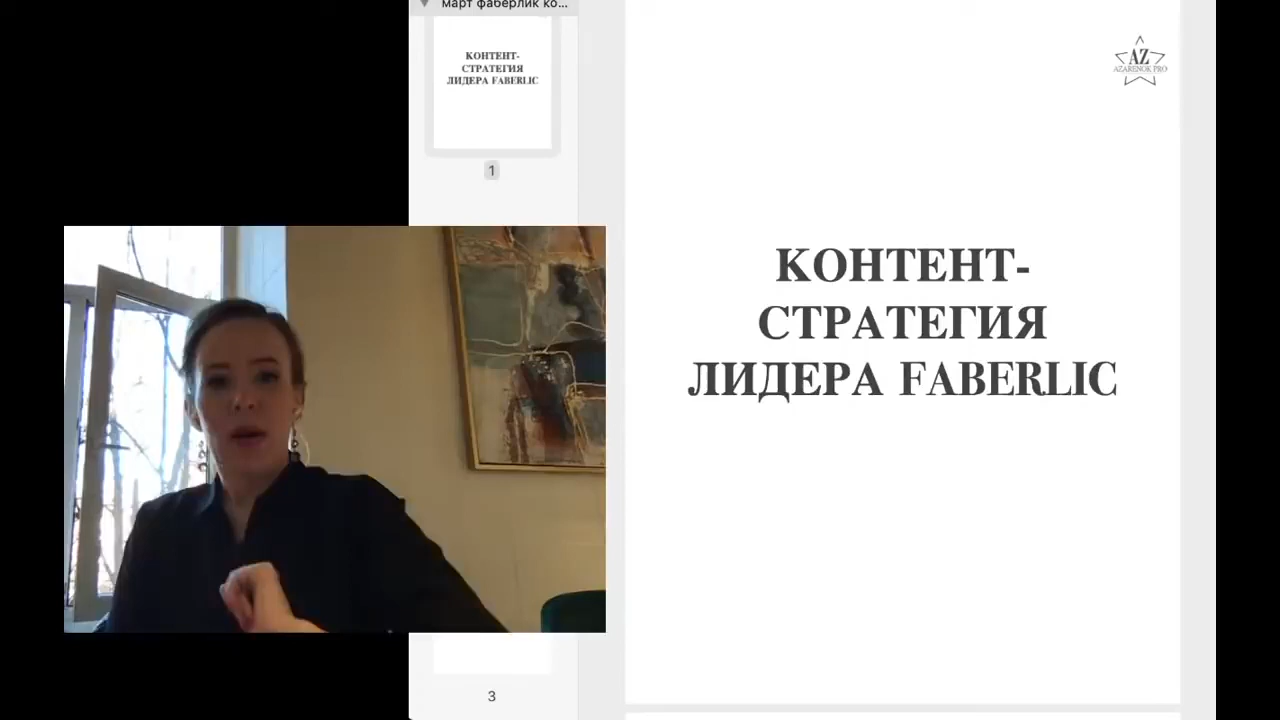 март фаберлик ко...
КОНТЕНТ-
СТРАТЕГИЯ
ЛИДЕРА FABERLIC
1
3
AZ
AZARENOK PRO
КОНТЕНТ-
СТРАТЕГИЯ
ЛИДЕРА FABERLIC